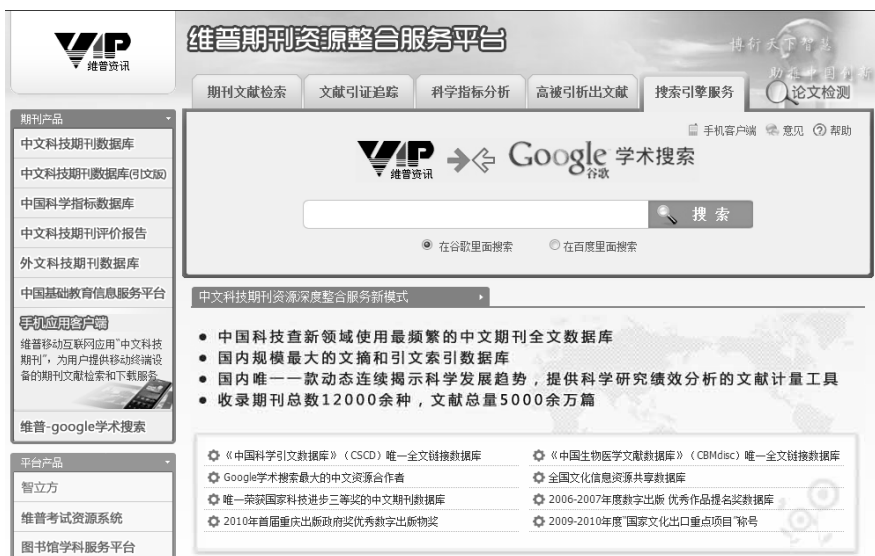 VIP
维普资讯
维普期刊资源整合服务平台
博衍天下智慧
期刊文献检索
文献引证追踪
科学指标分析
高被引析出文献
搜索引擎服务
论文检测
手机客户端 意见 帮助
期刊产品
中文科技期刊数据库
中文科技期刊数据库(引文版)
中国科学指标数据库
中文科技期刊评价报告
外文科技期刊数据库
中国基础教育信息服务平台
手机应用客户端
维普移动互联网应用"中文科技
期刊"，为用户提供移动终端设
备的期刊文献检索和下载服务
维普-google学术搜索
平台产品
智立方
维普考试资源系统
图书馆学科服务平台
VIP
维普资讯
Google 学术搜索
谷歌
搜索
在谷歌里面搜索 在百度里面搜索
中文科技期刊资源深度整合服务新模式
中国科技查新领域使用最频繁的中文期刊全文数据库
国内规模最大的文摘和引文索引数据库
国内唯一一款动态连续揭示科学发展趋势，提供科学研究绩效分析的文献计量工具
收录期刊总数12000余种，文献总量5000余万篇
《中国科学引文数据库》（CSCD）唯一全文链接数据库
《中国生物医学文献数据库》（CBMdisc）唯一全文链接数据库
Google学术搜索最大的中文资源合作者
全国文化信息资源共享数据库
唯一荣获国家科技进步三等奖的中文期刊数据库
2006-2007年度数字出版 优秀作品提名奖数据库
2010年首届重庆出版政府奖优秀数字出版物奖
2009-2010年度"国家文化出口重点项目"称号